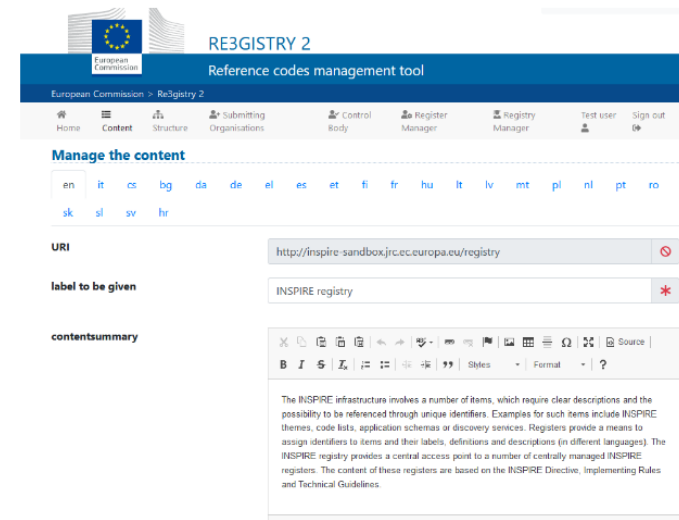 RE3GISTRY 2
European
Commission
Reference codes management tool
European Commission > Re3gistry 2
Home Content Structure Submitting Organisations Control Body Register Manager Registry Manager Test user Sign out
Manage the content
en it cs bg da de el es et fi fr hu lt lv mt pl nl pt ro
sk sl sv hr
URI http://inspire-sandbox.jrc.ec.europa.eu/registry
label to be given INSPIRE registry *
contentsummary
Source
B I S Ix Styles Format ?
The INSPIRE infrastructure involves a number of items, which require clear descriptions and the
possibility to be referenced through unique identifiers. Examples for such items include INSPIRE
themes, code lists, application schemas or discovery services. Registers provide a means to
assign identifiers to items and their labels, definitions and descriptions (in different languages). The
INSPIRE registry provides a central access point to a number of centrally managed INSPIRE
registers. The content of these registers are based on the INSPIRE Directive, Implementing Rules
and Technical Guidelines.